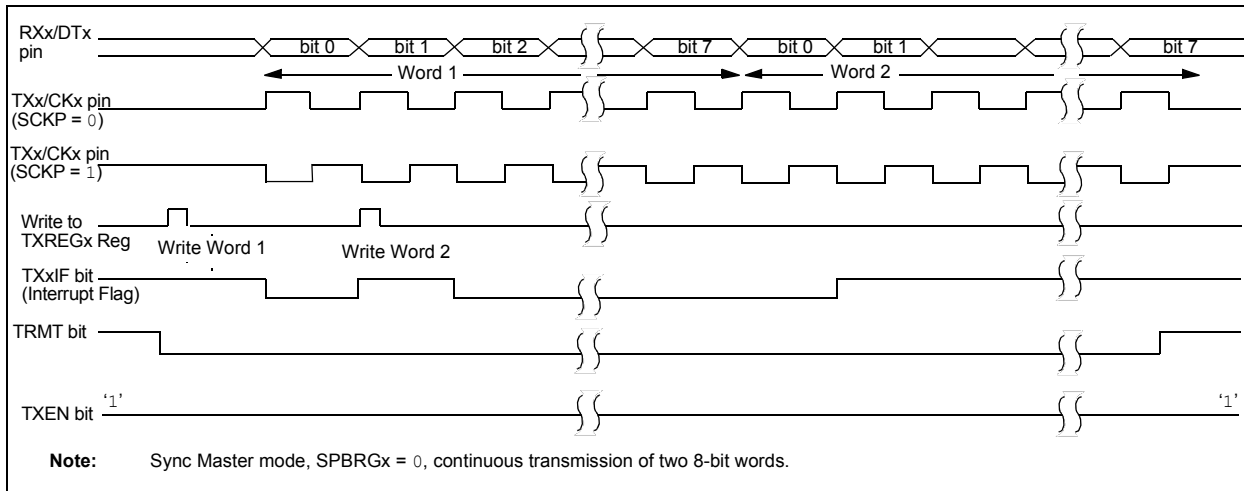 RXx/DTx
pin
bit 0 bit 1 bit 2 bit 7 bit 0 bit 1 bit 7
Word 1 Word 2
TXx/CKx pin
(SCKP = 0)
TXx/CKx pin
(SCKP = 1)
Write to
TXREGx Reg
Write Word 1 Write Word 2
TXxIF bit
(Interrupt Flag)
TRMT bit
TXEN bit
‘1’ ‘1’
Note: Sync Master mode, SPBRGx = 0, continuous transmission of two 8-bit words.